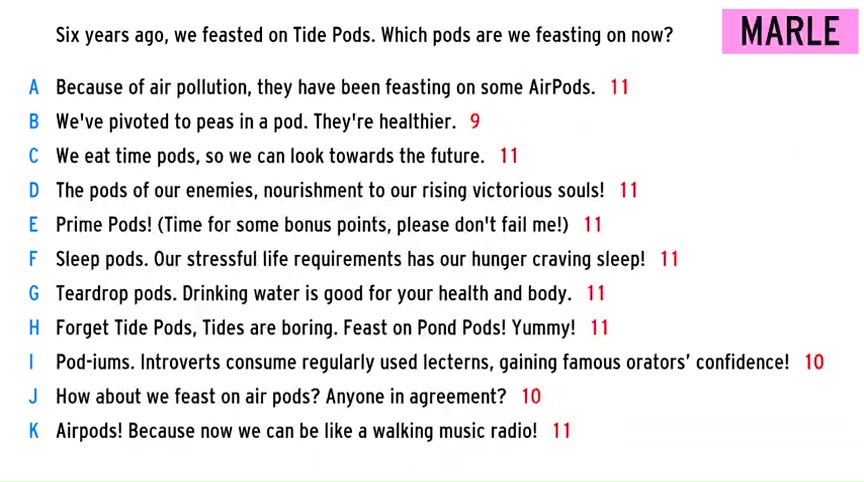 Six years ago, we feasted on Tide Pods. Which pods are we feasting on now?
MARLE
A Because of air pollution, they have been feasting on some AirPods. 11
B We've pivoted to peas in a pod. They're healthier. 9
C We eat time pods, so we can look towards the future. 11
D The pods of our enemies, nourishment to our rising victorious souls! 11
E Prime Pods! (Time for some bonus points, please don't fail me!) 11
F Sleep pods. Our stressful life requirements has our hunger craving sleep! 11
G Teardrop pods. Drinking water is good for your health and body. 11
H Forget Tide Pods, Tides are boring. Feast on Pond Pods! Yummy! 11
I Pod-iums. Introverts consume regularly used lecterns, gaining famous orators’ confidence! 10
J How about we feast on air pods? Anyone in agreement? 10
K Airpods! Because now we can be like a walking music radio! 11